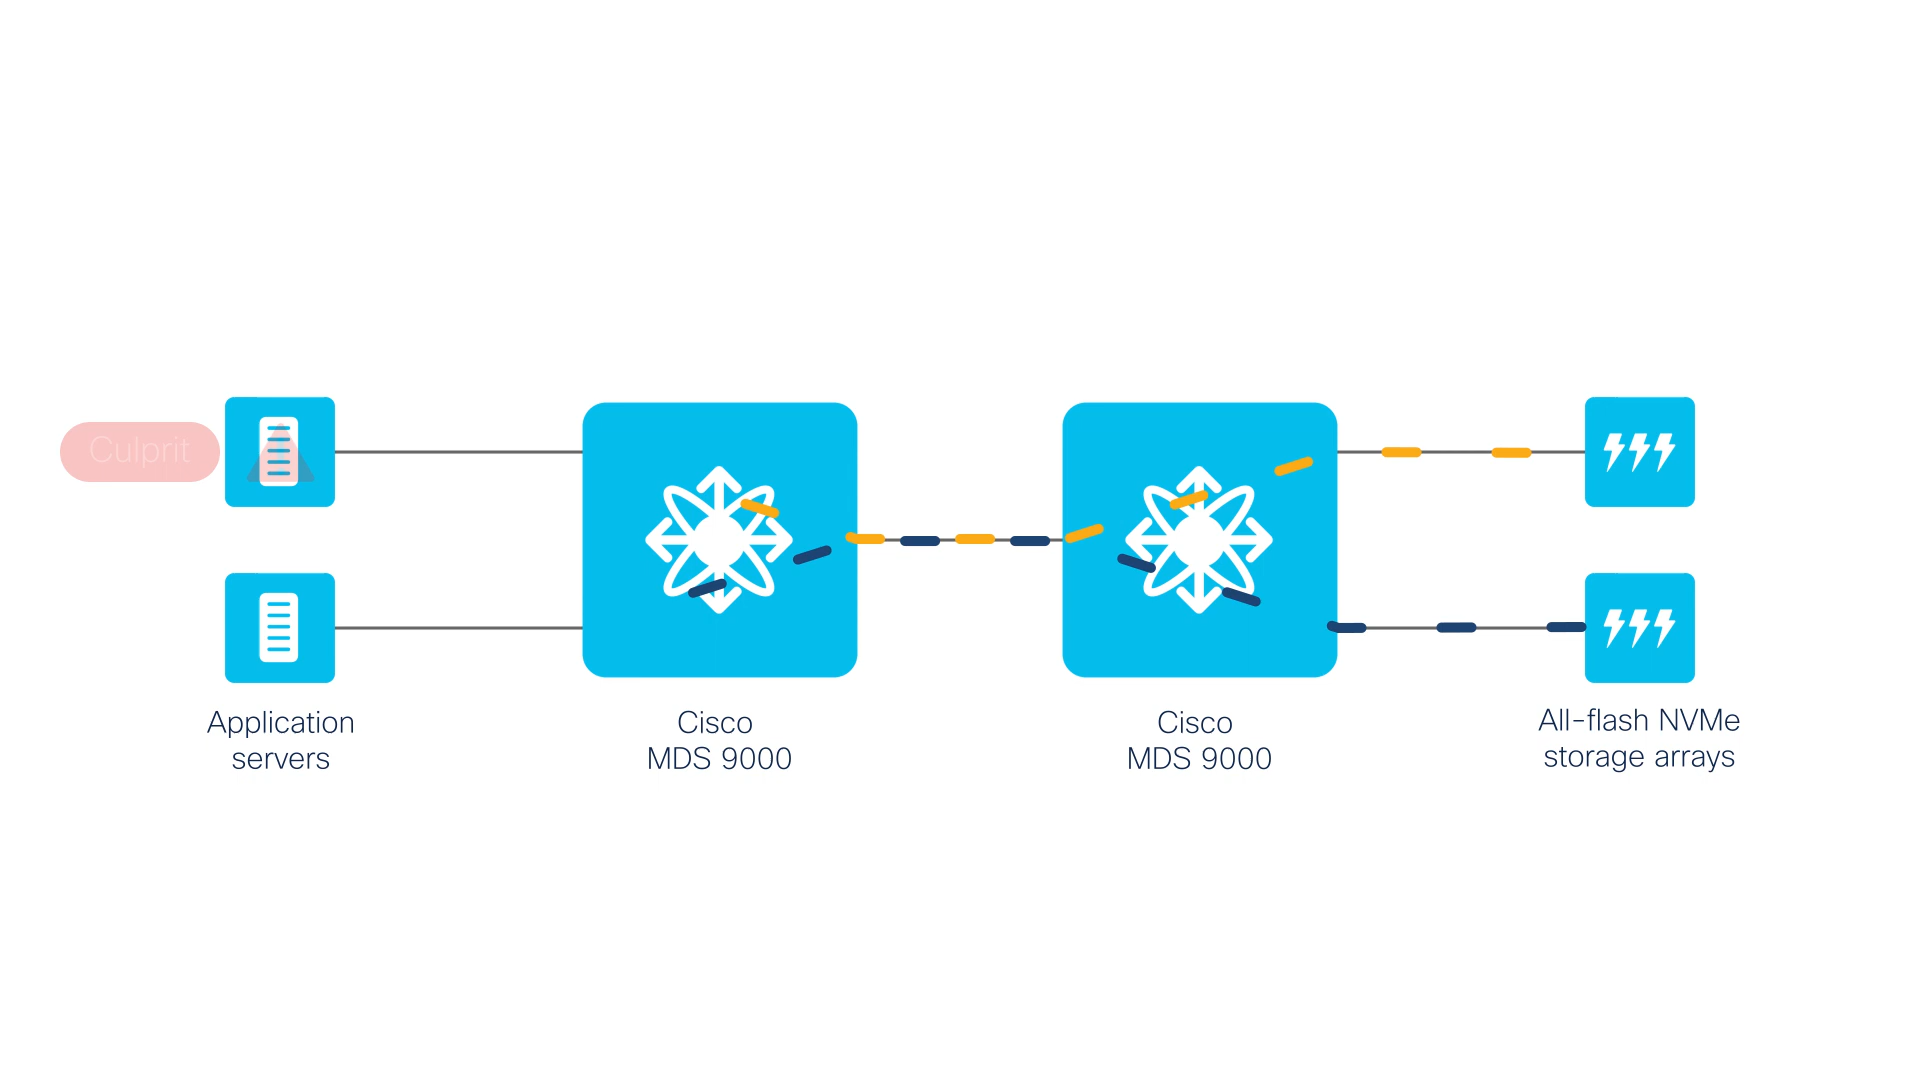 Culprit
Application
servers
Cisco
MDS 9000
Cisco
MDS 9000
All-flash NVMe
storage arrays